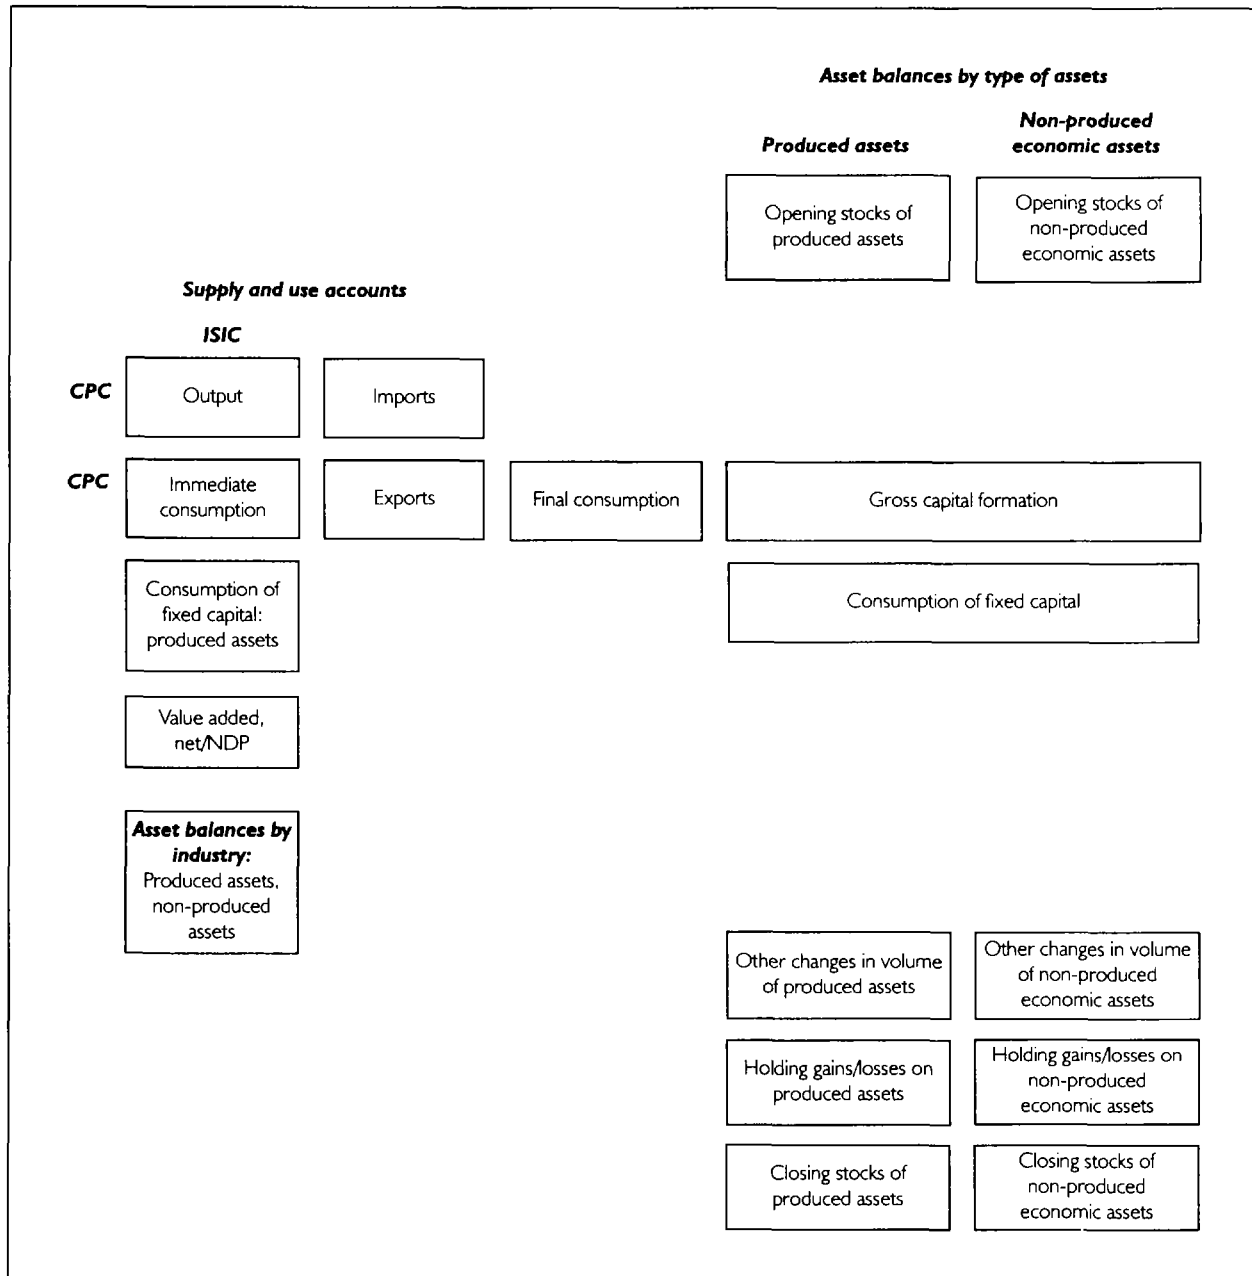 Asset balances by type of assets
Produced assets
Non-produced
economic assets
Opening stocks of
produced assets
Opening stocks of
non-produced
economic assets
Supply and use accounts
ISIC
CPC
Output
Imports
CPC
Immediate
consumption
Exports
Final consumption
Gross capital formation
Consumption of
fixed capital:
produced assets
Consumption of fixed capital
Value added,
net/NDP
Asset balances by
industry:
Produced assets,
non-produced
assets
Other changes in volume
of produced assets
Other changes in volume
of non-produced
economic assets
Holding gains/losses on
produced assets
Holding gains/losses on
non-produced
economic assets
Closing stocks of
produced assets
Closing stocks of
non-produced
economic assets